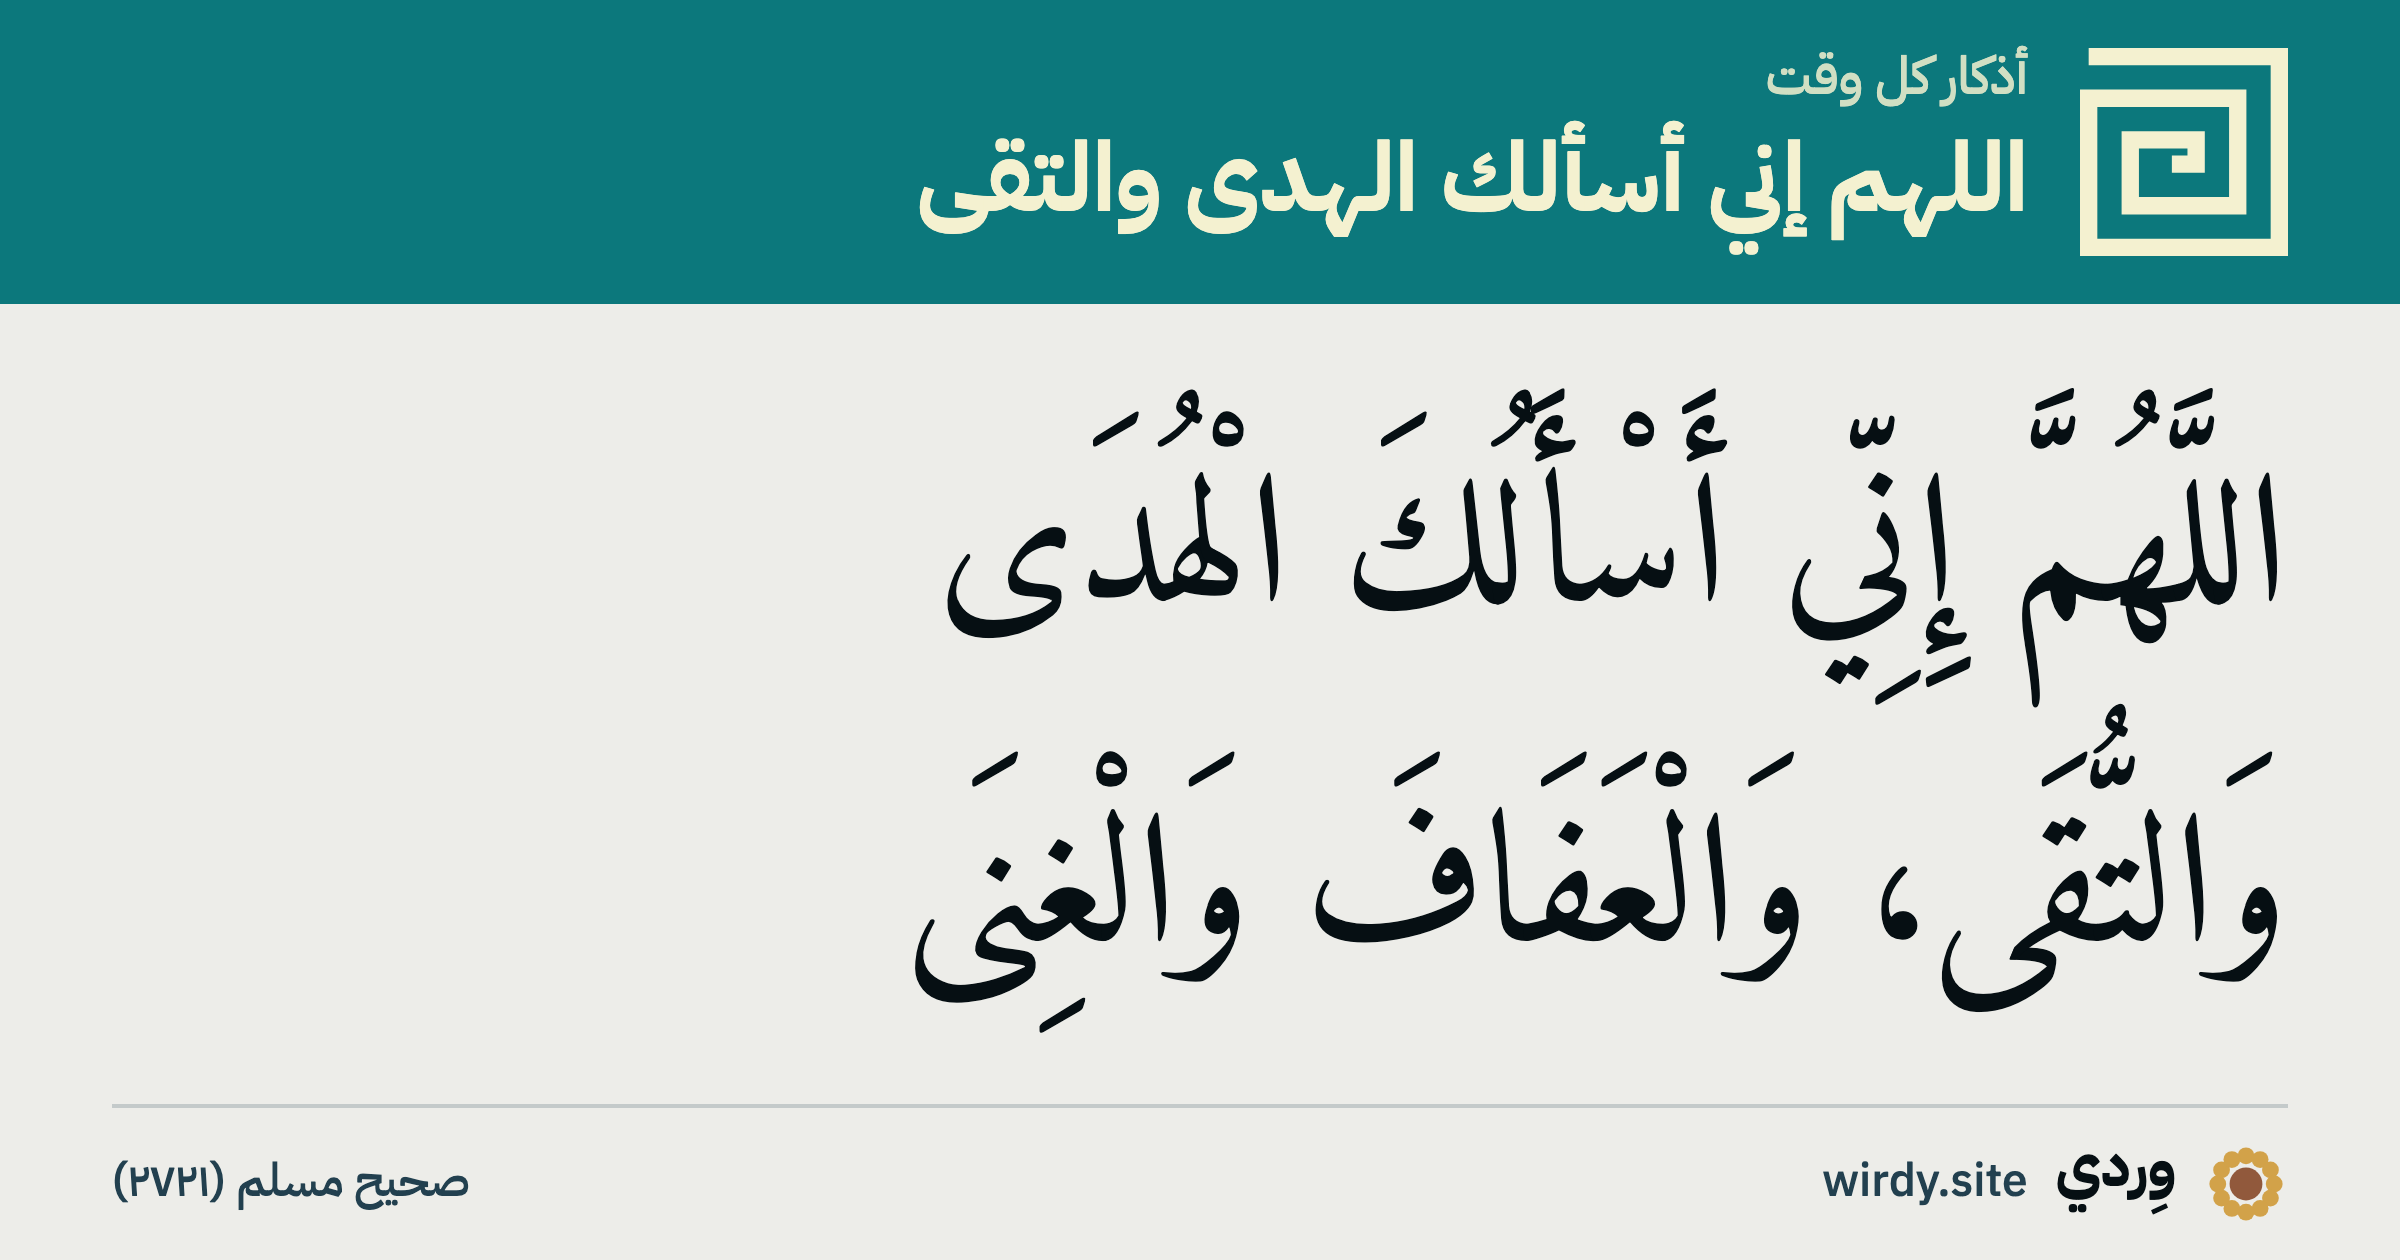 أذكار كل وقت
اللهم إني أسألك الهدى والتقى
اللَّهُمَّ إِنِّي أَسْأَلُكَ الْهُدَى
وَالتُّقَى، وَالْعَفَافَ وَالْغِنَى
وِردي wirdy.site
صحيح مسلم (٢٧٢١)